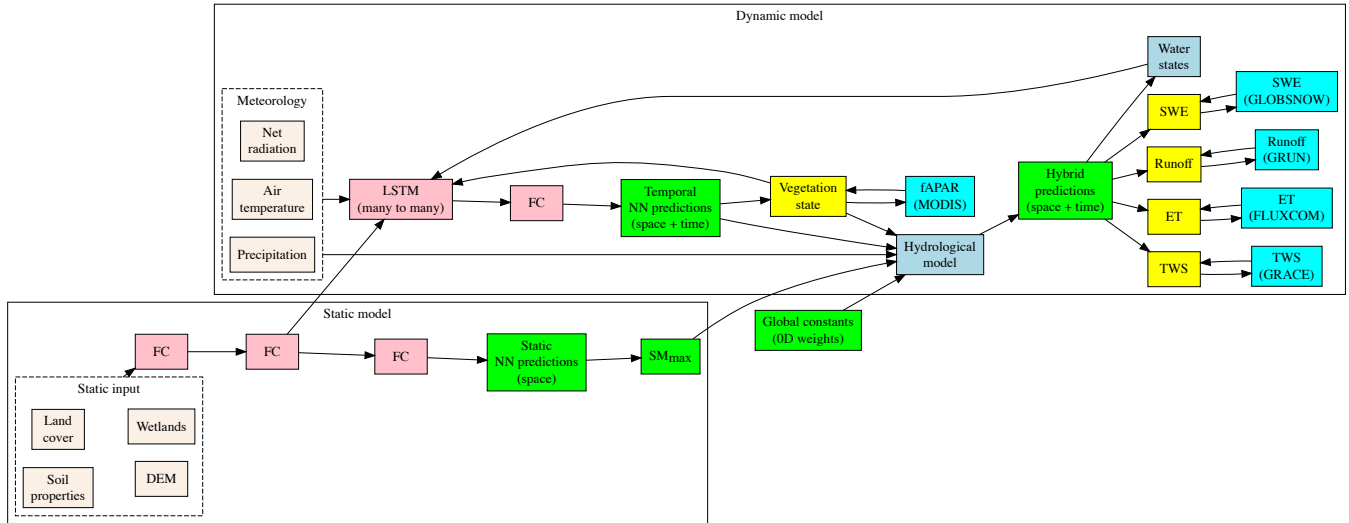 Dynamic model
Meteorology
Net
radiation
Air
temperature
Precipitation
LSTM
(many to many)
FC
Temporal
NN predictions
(space + time)
Vegetation
state
fAPAR
(MODIS)
Hydrological
model
Hybrid
predictions
(space + time)
Water
states
SWE
SWE
(GLOBSNOW)
Runoff
Runoff
(GRUN)
ET
ET
(FLUXCOM)
TWS
TWS
(GRACE)
Static model
FC
FC
FC
Static
NN predictions
(space)
SMmax
Global constants
(0D weights)
Static input
Land
cover
Wetlands
Soil
properties
DEM